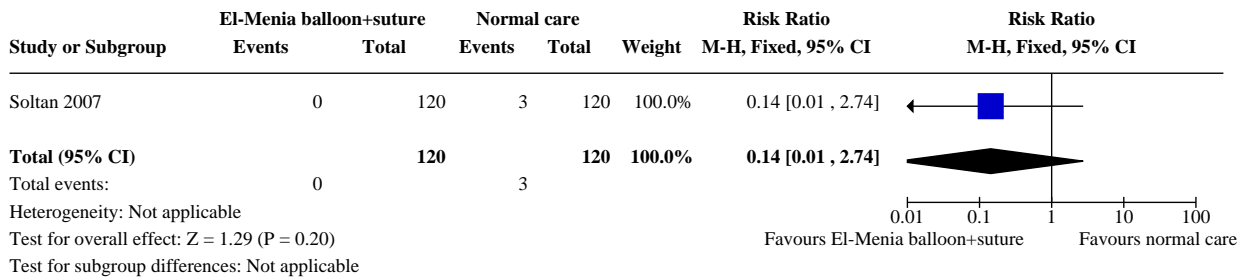 El-Menia balloon+suture Normal care Risk Ratio Risk Ratio
Study or Subgroup Events Total Events Total Weight M-H, Fixed, 95% CI M-H, Fixed, 95% CI
Soltan 2007 0 120 3 120 100.0% 0.14 [0.01 , 2.74]
Total (95% CI) 120 120 100.0% 0.14 [0.01 , 2.74]
Total events: 0 3
Heterogeneity: Not applicable 0.01 0.1 1 10 100
Test for overall effect: Z = 1.29 (P = 0.20) Favours El-Menia balloon+suture Favours normal care
Test for subgroup differences: Not applicable